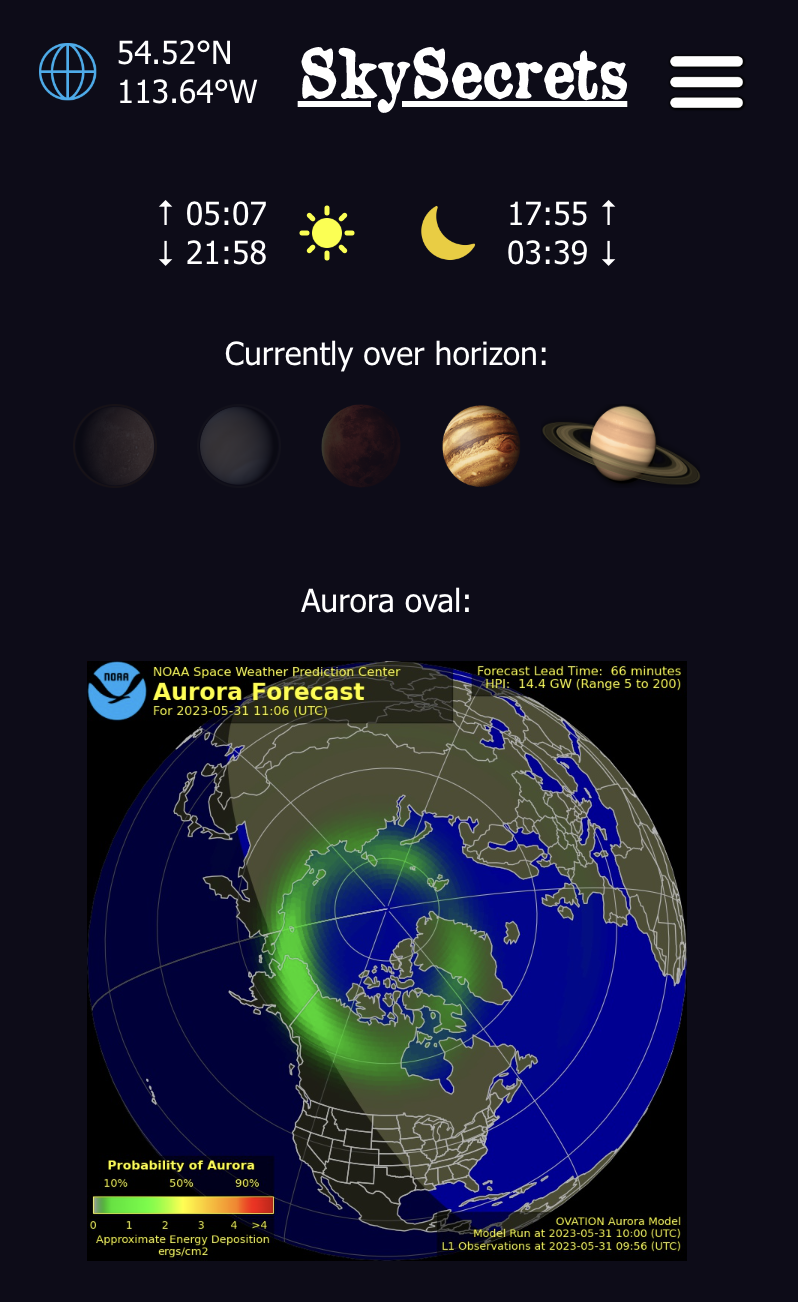 54.52°N
113.64°W
SkySecrets
↑ 05:07
↓ 21:58
17:55 ↑
03:39 ↓
Currently over horizon:
Aurora oval:
NOAA
NOAA Space Weather Prediction Center
Aurora Forecast
For 2023-05-31 11:06 (UTC)
Forecast Lead Time: 66 minutes
HPI: 14.4 GW (Range 5 to 200)
Probability of Aurora
10% 50% 90%
0 1 2 3 4 >4
Approximate Energy Deposition
ergs/cm2
OVATION Aurora Model
Model Run at 2023-05-31 10:00 (UTC)
L1 Observations at 2023-05-31 09:56 (UTC)